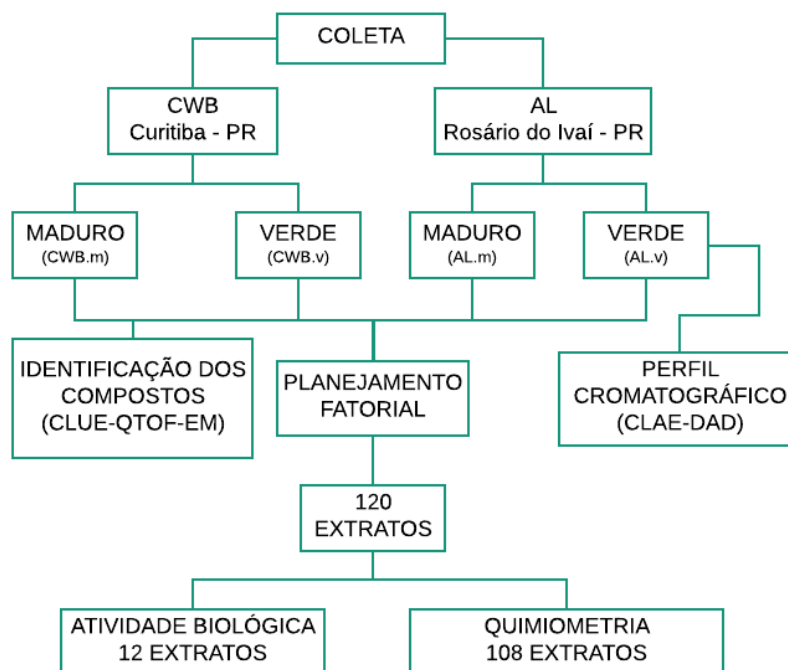 COLETA
CWB
Curitiba - PR
AL
Rosário do Ivaí - PR
MADURO
(CWB.m)
VERDE
(CWB.v)
MADURO
(AL.m)
VERDE
(AL.v)
IDENTIFICAÇÃO DOS
COMPOSTOS
(CLUE-QTOF-EM)
PLANEJAMENTO
FATORIAL
PERFIL
CROMATOGRÁFICO
(CLAE-DAD)
120
EXTRATOS
ATIVIDADE BIOLÓGICA
12 EXTRATOS
QUIMIOMETRIA
108 EXTRATOS